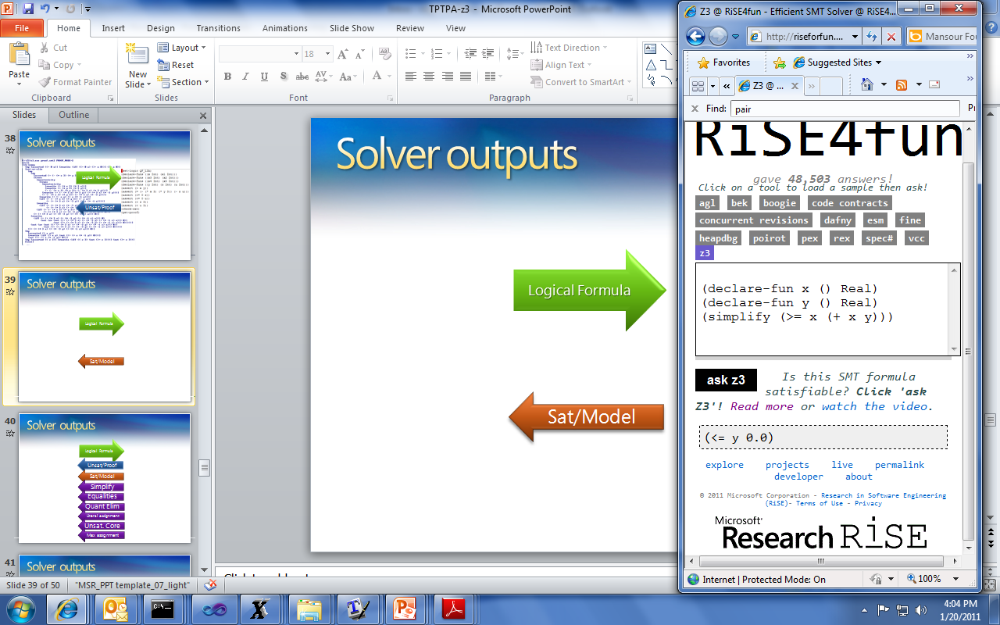 TPTPA-z3 - Microsoft PowerPoint
File Home Insert Design Transitions Animations Slide Show Review View
Paste
Cut
Copy
Format Painter
Clipboard
New Slide
Layout
Reset
Section
Slides
18
B I U S abc AV Aa A
Font
Text Direction
Align Text
Convert to SmartArt
Paragraph
Slides Outline
38
Solver outputs
Logical Formula
Unsat/Proof
39
Solver outputs
Logical Formula
Sat/Model
40
Solver outputs
Logical Formula
Unsat/Proof
Sat/Model
Simplify
Equalities
Quant Elim
Literal assignment
Unsat. Core
Max assignment
41
Solver outputs
Solver outputs
Logical Formula
Sat/Model
Slide 39 of 50 "MSR_PPT template_07_light"
Z3 @ RiSE4fun - Efficient SMT Solver @ RiSE4...
http://riseforfun....
Mansour Fou
Favorites Suggested Sites
Z3 @ ...
Find: pair
RiSE4fun
gave 48,503 answers!
Click on a tool to load a sample then ask!
agl bek boogie code contracts
concurrent revisions dafny esm fine
heapdbg poirot pex rex spec# vcc
z3
(declare-fun x () Real)
(declare-fun y () Real)
(simplify (>= x (+ x y)))
ask z3
Is this SMT formula
satisfiable? Click 'ask
Z3'! Read more or watch the video.
(<= y 0.0)
explore projects live permalink
developer about
© 2011 Microsoft Corporation - Research in Software Engineering
(RiSE)- Terms of Use - Privacy
Microsoft
Research RiSE
Internet | Protected Mode: On
100%
4:04 PM
1/20/2011